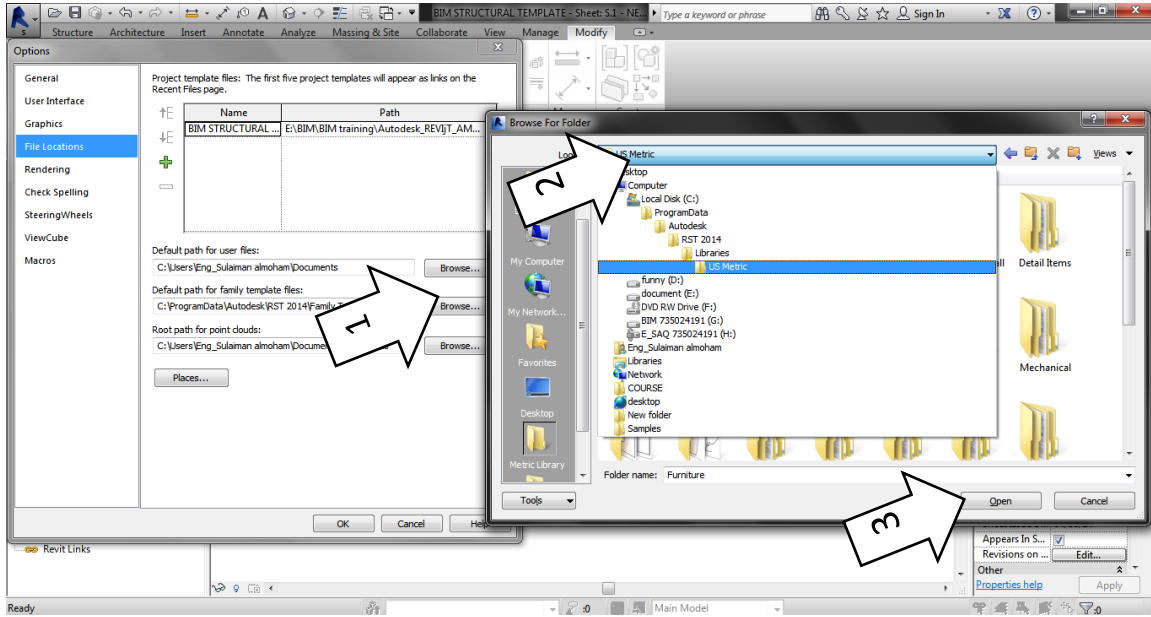 BIM STRUCTURAL TEMPLATE - Sheet: S.1 - NE...
Type a keyword or phrase
Sign In
S
Structure Architecture Insert Annotate Analyze Massing & Site Collaborate View Manage Modify
Options
General
User Interface
Graphics
File Locations
Rendering
Check Spelling
SteeringWheels
ViewCube
Macros
Project template files: The first five project templates will appear as links on the
Recent Files page.
Name Path
BIM STRUCTURAL ... E:\BIM\BIM training\Autodesk_REVIJT_AM...
Default path for user files:
C:\Users\Eng_Sulaiman almoham\Documents Browse...
Default path for family template files:
C:\ProgramData\Autodesk\RST 2014\Family Browse...
Root path for point clouds:
C:\Users\Eng_Sulaiman almoham\Docume Browse...
Places...
OK Cancel
1
2
3
Browse For Folder
US Metric
Views
Computer
Local Disk (C:)
ProgramData
Autodesk
RST 2014
Libraries
US Metric
funny (D:)
document (E:)
DVD RW Drive (F:)
BIM 735024191 (G:)
E_SAQ 735024191 (H:)
Eng_Sulaiman almoham
Libraries
Network
COURSE
desktop
New folder
Samples
My Computer
My Network...
Favorites
Desktop
Metric Library
Detail Items
Mechanical
Folder name: Furniture
Tools
Open Cancel
Revit Links
Appears In S...
Revisions on ... Edit...
Other
Properties help Apply
Ready
:0
Main Model
:0